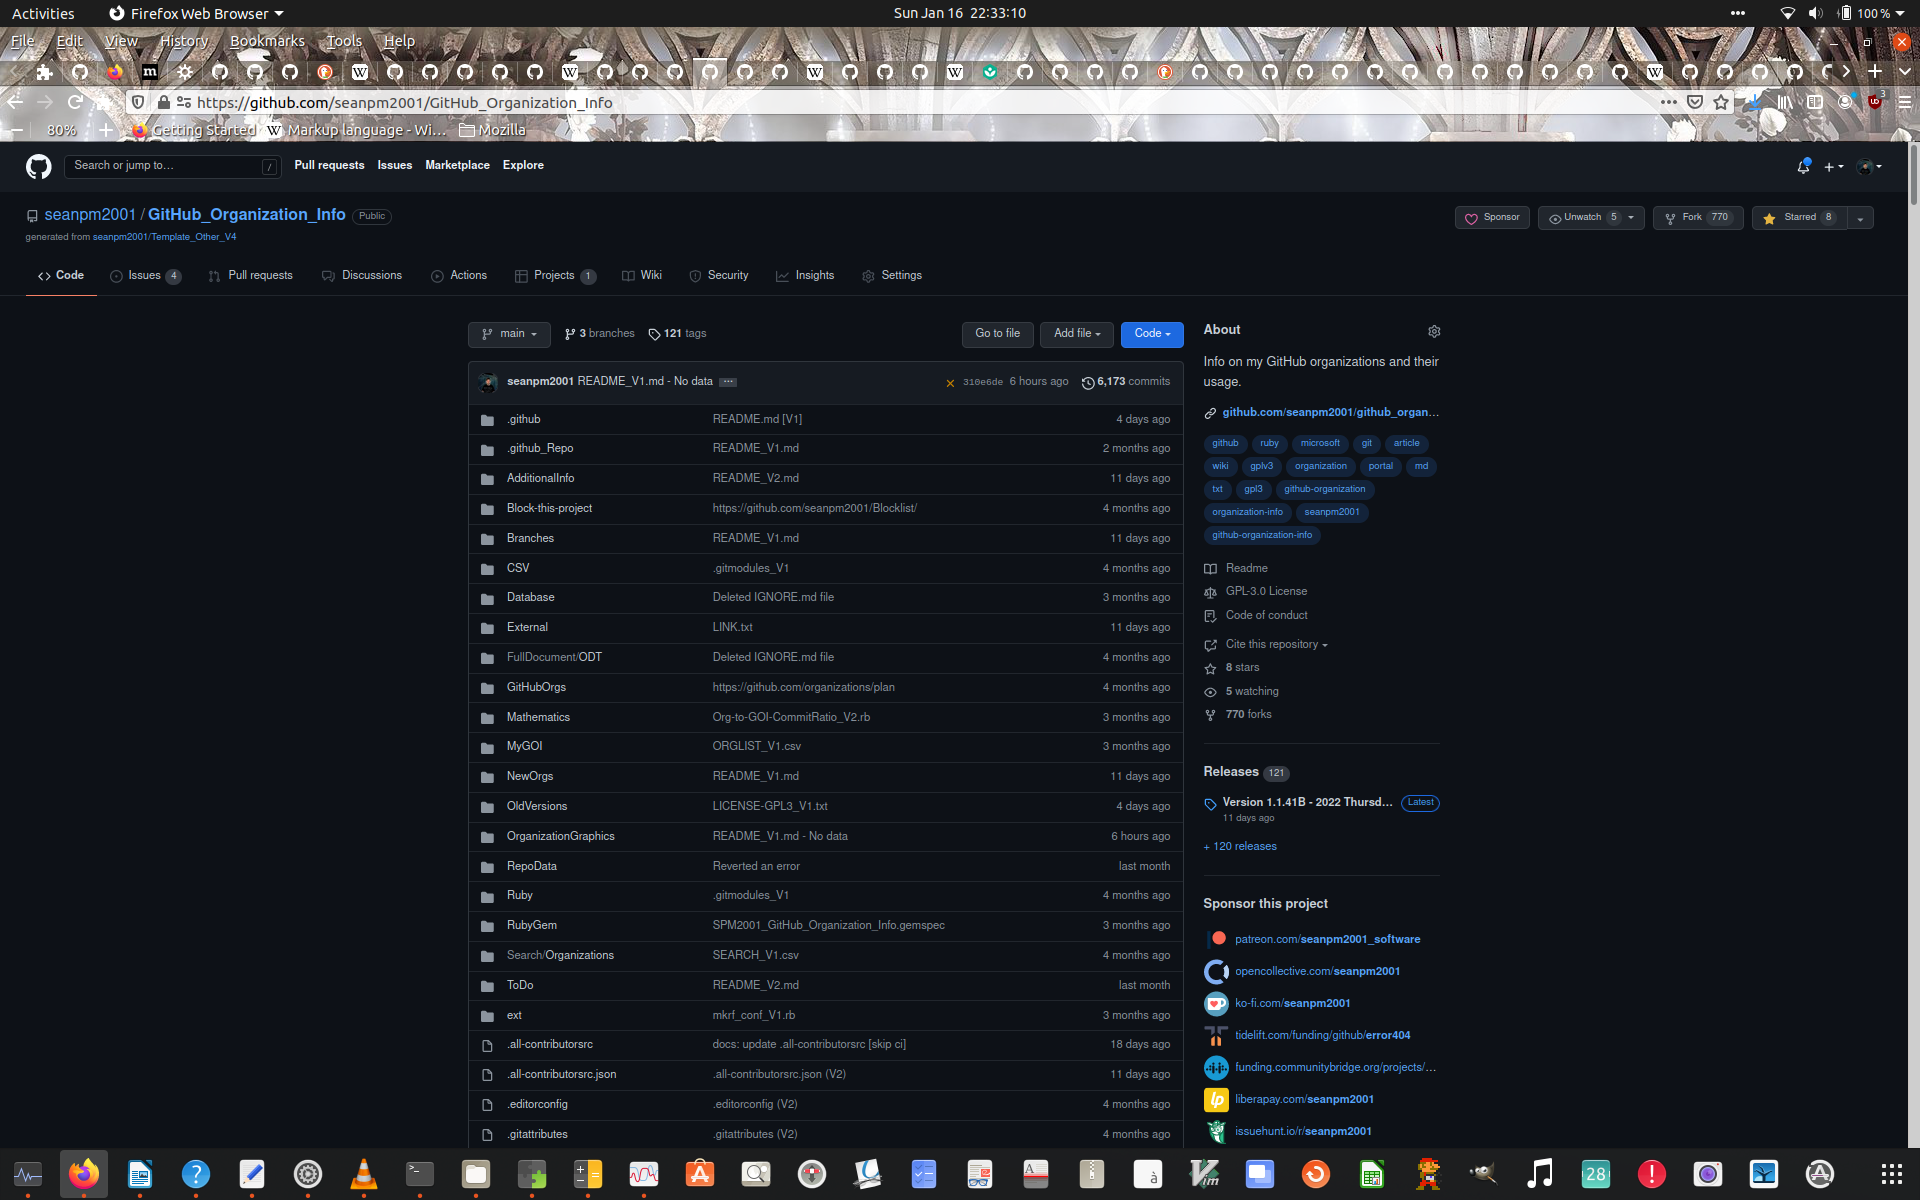 Activities Firefox Web Browser Sun Jan 16 22:33:10 100 %
File Edit View History Bookmarks Tools Help
https://github.com/seanpm2001/GitHub_Organization_Info
80% Getting Started Markup language - Wi… Mozilla
Search or jump to… / Pull requests Issues Marketplace Explore
seanpm2001 / GitHub_Organization_Info Public Sponsor Unwatch 5 Fork 770 Starred 8
generated from seanpm2001/Template_Other_V4
Code Issues 4 Pull requests Discussions Actions Projects 1 Wiki Security Insights Settings
main 3 branches 121 tags Go to file Add file Code
seanpm2001 README_V1.md - No data ... 310e6de 6 hours ago 6,173 commits
.github README.md [V1] 4 days ago
.github_Repo README_V1.md 2 months ago
AdditionalInfo README_V2.md 11 days ago
Block-this-project https://github.com/seanpm2001/Blocklist/ 4 months ago
Branches README_V1.md 11 days ago
CSV .gitmodules_V1 4 months ago
Database Deleted IGNORE.md file 3 months ago
External LINK.txt 11 days ago
FullDocument/ODT Deleted IGNORE.md file 4 months ago
GitHubOrgs https://github.com/organizations/plan 4 months ago
Mathematics Org-to-GOI-CommitRatio_V2.rb 3 months ago
MyGOI ORGLIST_V1.csv 3 months ago
NewOrgs README_V1.md 11 days ago
OldVersions LICENSE-GPL3_V1.txt 4 days ago
OrganizationGraphics README_V1.md - No data 6 hours ago
RepoData Reverted an error last month
Ruby .gitmodules_V1 4 months ago
RubyGem SPM2001_GitHub_Organization_Info.gemspec 3 months ago
Search/Organizations SEARCH_V1.csv 4 months ago
ToDo README_V2.md last month
ext mkrf_conf_V1.rb 3 months ago
.all-contributorsrc docs: update .all-contributorsrc [skip ci] 18 days ago
.all-contributorsrc.json .all-contributorsrc.json (V2) 11 days ago
.editorconfig .editorconfig (V2) 4 months ago
.gitattributes .gitattributes (V2) 4 months ago
About
Info on my GitHub organizations and their
usage.
github.com/seanpm2001/github_organ…
github ruby microsoft git article
wiki gplv3 organization portal md
txt gpl3 github-organization
organization-info seanpm2001
github-organization-info
Readme
GPL-3.0 License
Code of conduct
Cite this repository
8 stars
5 watching
770 forks
Releases 121
Version 1.1.41B - 2022 Thursd… Latest
11 days ago
+ 120 releases
Sponsor this project
patreon.com/seanpm2001_software
opencollective.com/seanpm2001
ko-fi.com/seanpm2001
tidelift.com/funding/github/error404
funding.communitybridge.org/projects/…
liberapay.com/seanpm2001
issuehunt.io/r/seanpm2001
28